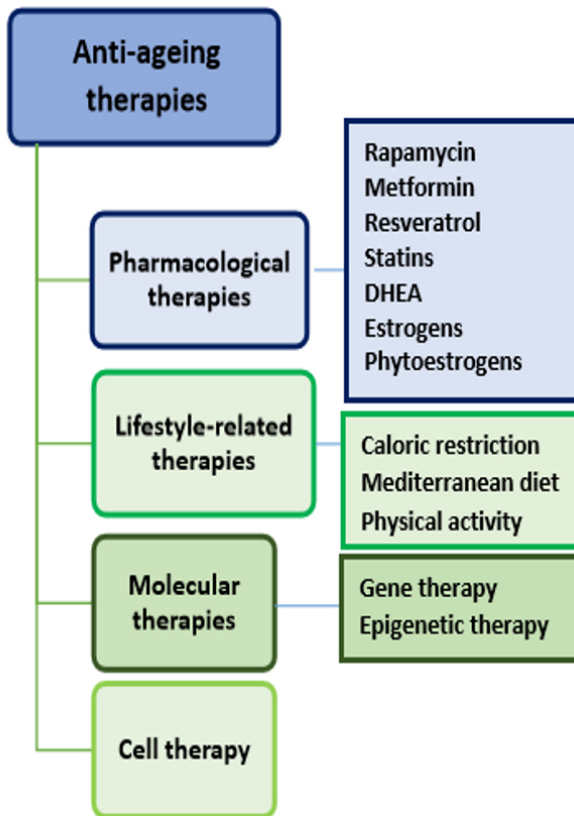 Anti-ageing
therapies
Pharmacological
therapies
Rapamycin
Metformin
Resveratrol
Statins
DHEA
Estrogens
Phytoestrogens
Lifestyle-related
therapies
Caloric restriction
Mediterranean diet
Physical activity
Molecular
therapies
Gene therapy
Epigenetic therapy
Cell therapy